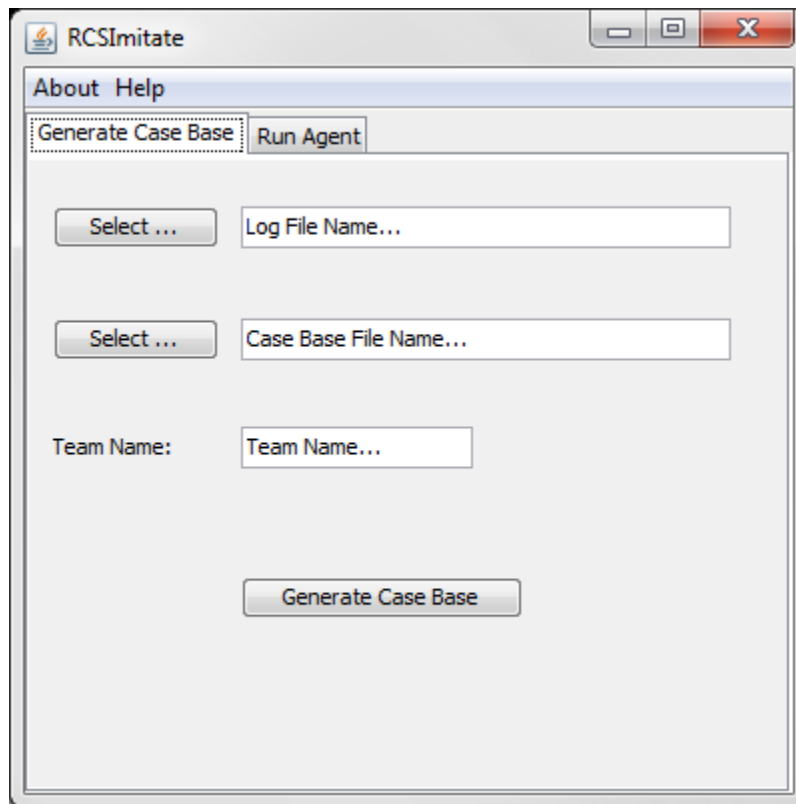 RCSImitate
About Help
Generate Case Base Run Agent
Select ... Log File Name...
Select ... Case Base File Name...
Team Name: Team Name...
Generate Case Base